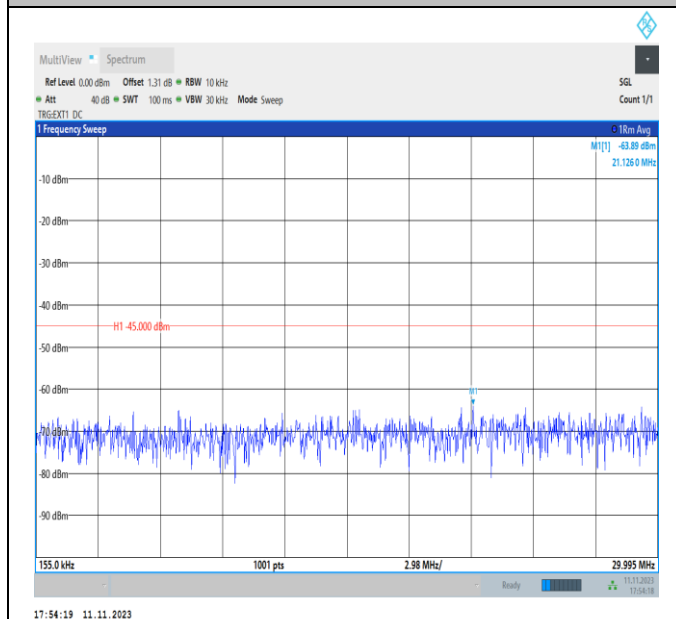 MultiView Spectrum
Ref Level 0.00 dBm Offset 1.31 dB RBW 10 kHz SGL
Att 40 dB SWT 100 ms VBW 30 kHz Mode Sweep Count 1/1
TRG:EXT1 DC
1 Frequency Sweep 1Rm Avg
M1[1] -63.89 dBm
21.126 0 MHz
-10 dBm
-20 dBm
-30 dBm
-40 dBm
H1 -45.000 dBm
-50 dBm
-60 dBm
M1
-70 dBm
-80 dBm
-90 dBm
155.0 kHz 1001 pts 2.98 MHz/ 29.995 MHz
Ready 11.11.2023
17:54:18
17:54:19 11.11.2023